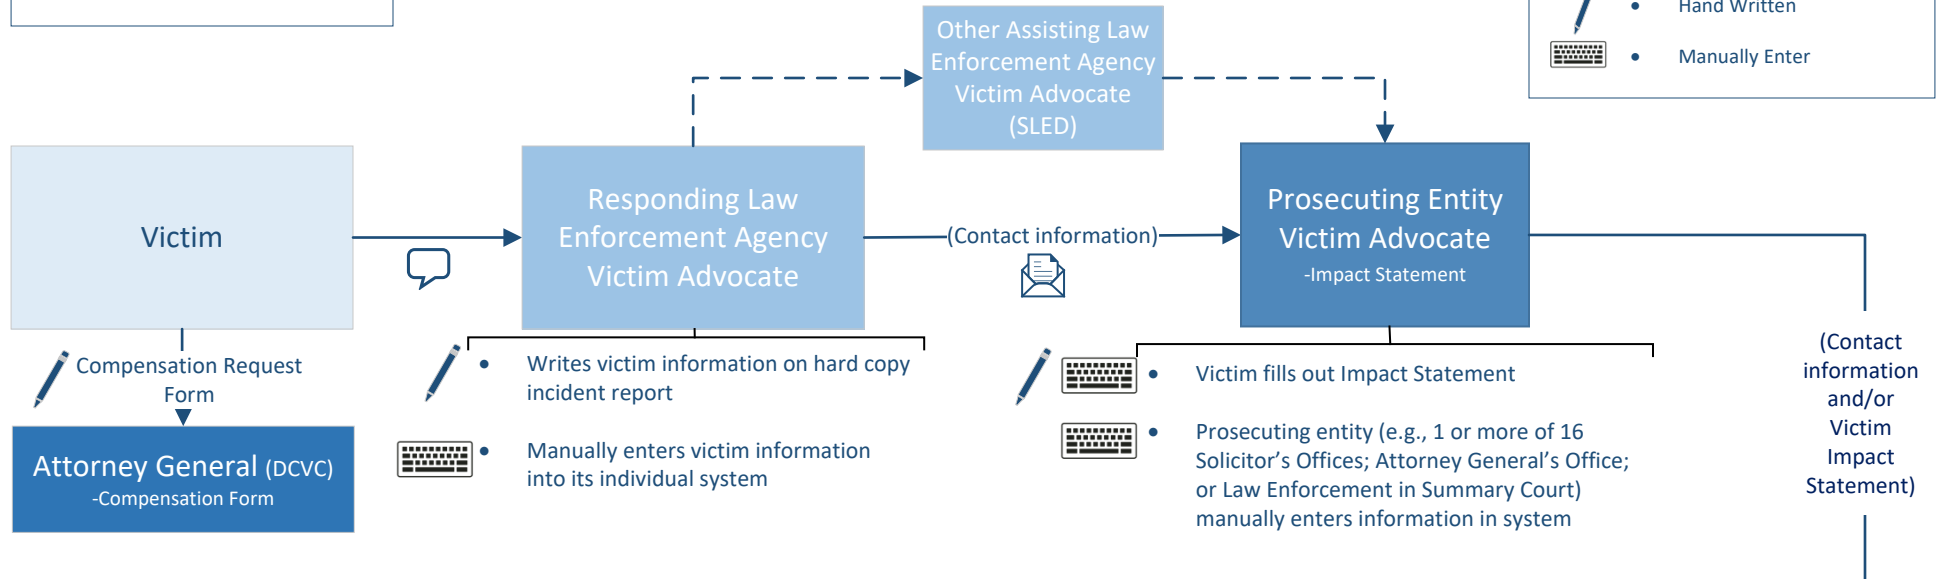 Hand Written
Manually Enter
Other Assisting Law
Enforcement Agency
Victim Advocate
(SLED)
Victim
Responding Law
Enforcement Agency
Victim Advocate
(Contact information)
Prosecuting Entity
Victim Advocate
-Impact Statement
Compensation Request
Form
Attorney General (DCVC)
-Compensation Form
• Writes victim information on hard copy
incident report
• Manually enters victim information
into its individual system
• Victim fills out Impact Statement
• Prosecuting entity (e.g., 1 or more of 16
Solicitor's Offices; Attorney General's Office;
or Law Enforcement in Summary Court)
manually enters information in system
(Contact
information
and/or
Victim
Impact
Statement)